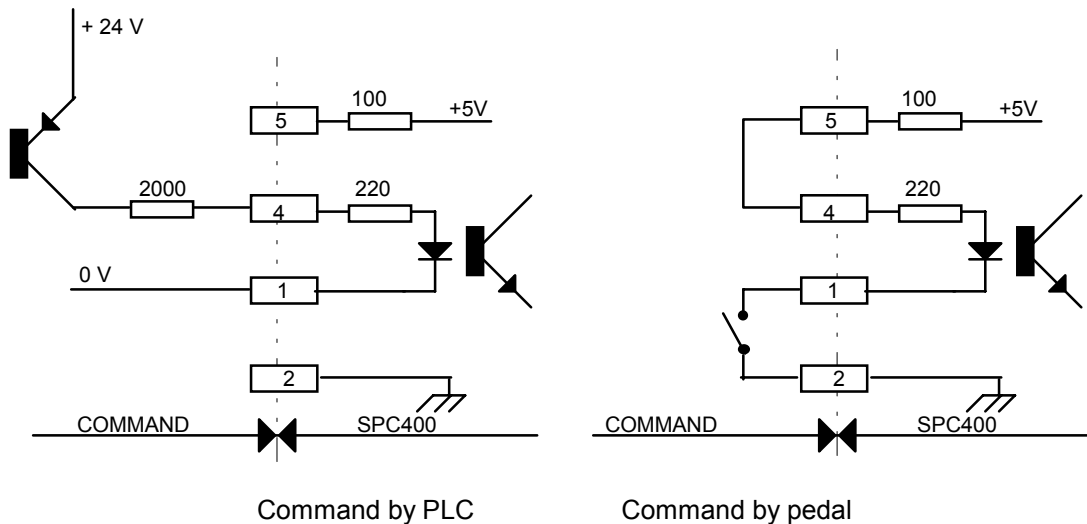 + 24 V
100
5
+5V
2000
4
220
0 V
1
2
COMMAND
SPC400
Command by PLC
100
5
+5V
4
220
1
2
COMMAND
SPC400
Command by pedal